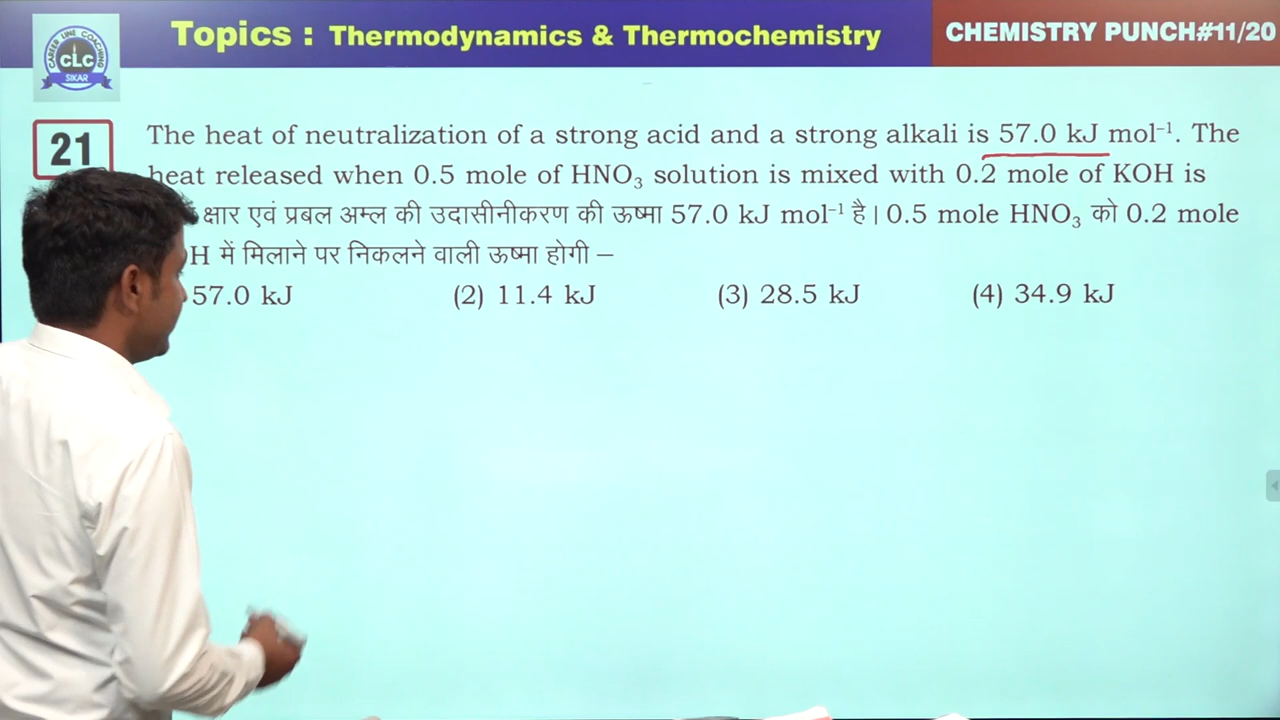 Topics : Thermodynamics & Thermochemistry
CHEMISTRY PUNCH#11/20
CAREER LINE COACHING
CLC
SIKAR
21
The heat of neutralization of a strong acid and a strong alkali is 57.0 kJ mol⁻¹. The
heat released when 0.5 mole of HNO₃ solution is mixed with 0.2 mole of KOH is
क्षार एवं प्रबल अम्ल की उदासीनीकरण की ऊष्मा 57.0 kJ mol⁻¹ है | 0.5 mole HNO₃ को 0.2 mole
H में मिलाने पर निकलने वाली ऊष्मा होगी –
57.0 kJ (2) 11.4 kJ (3) 28.5 kJ (4) 34.9 kJ